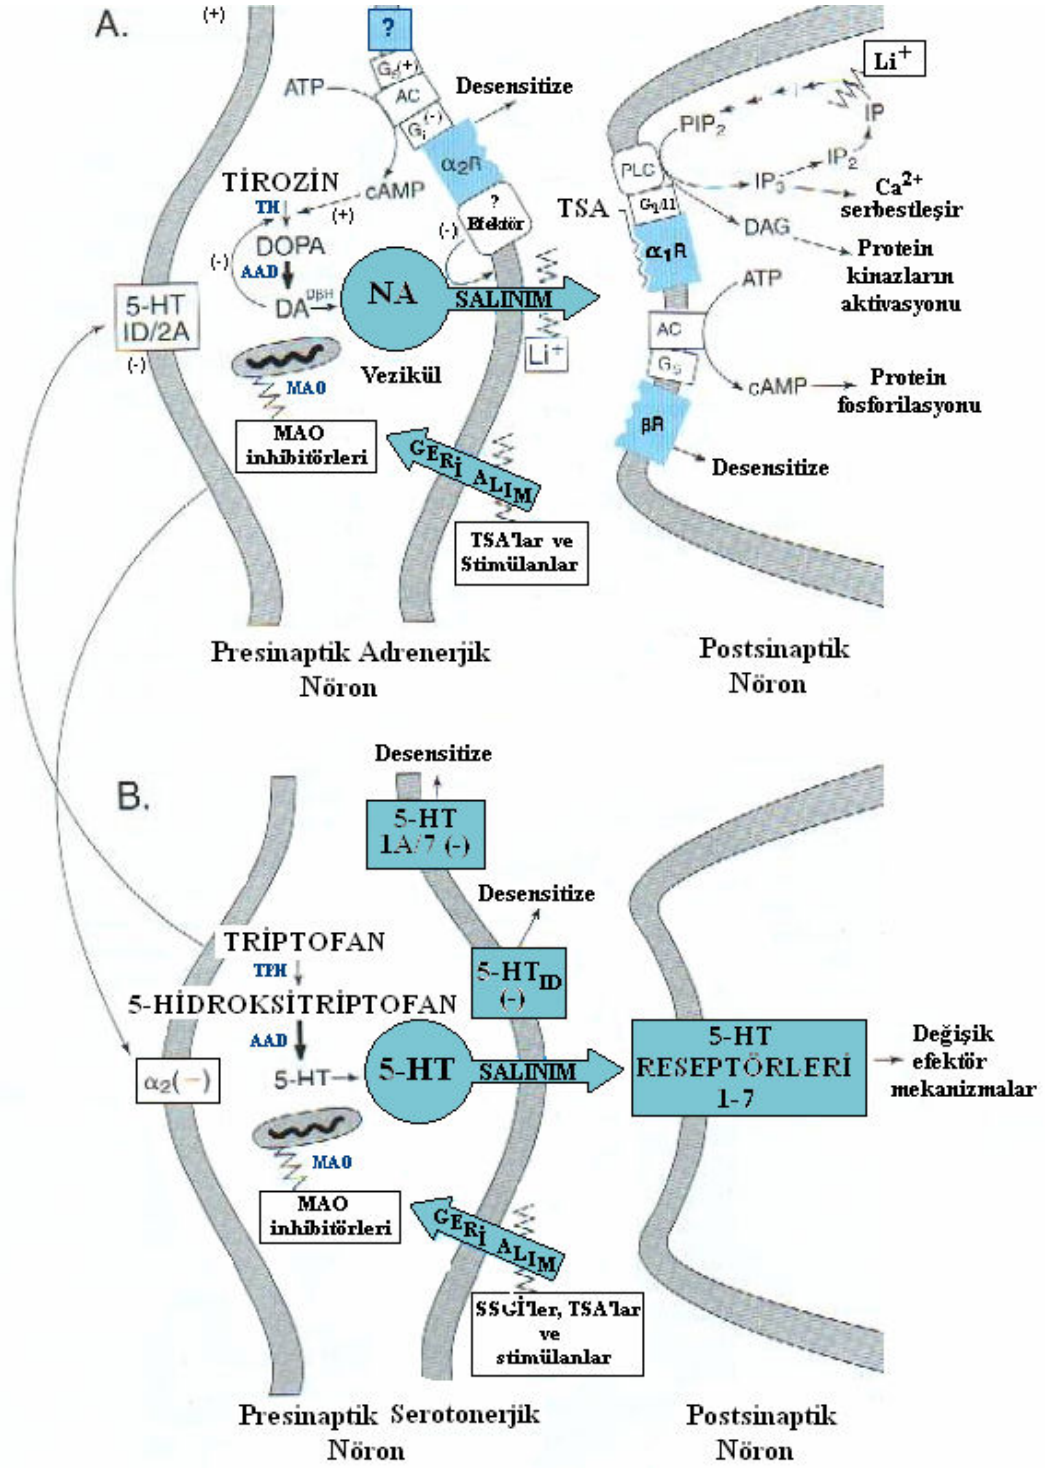 A.
(+)
?
Gs(+)
AC
Gi(-)
ATP
cAMP
(+)
Desensitize
α2R
?
Efektör
(-)
TİROZİN
TH
DOPA
(-)
AAD
DA
DBH
NA
SALINIM
Vezikül
Li+
5-HT
ID/2A
(-)
MAO
MAO
inhibitörleri
GERİ ALIM
TSA'lar ve
Stimülanlar
Li+
PIP2
IP
IP2
IP3
PLC
Gq/11
TSA
α1R
DAG
Ca2+
serbestleşir
Protein
kinazların
aktivasyonu
ATP
AC
Gs
cAMP
Protein
fosforilasyonu
βR
Desensitize
Presinaptik Adrenerjik
Nöron
Postsinaptik
Nöron
B.
Desensitize
5-HT
1A/7 (-)
Desensitize
5-HTID
(-)
TRİPTOFAN
TPH
5-HİDROKSİTRİPTOFAN
AAD
5-HT
5-HT
SALINIM
α2(-)
MAO
MAO
inhibitörleri
GERİ ALIM
SSGİ'ler, TSA'lar
ve
stimülanlar
5-HT
RESEPTÖRLERİ
1-7
Değişik
efektör
mekanizmalar
Presinaptik Serotonerjik
Nöron
Postsinaptik
Nöron